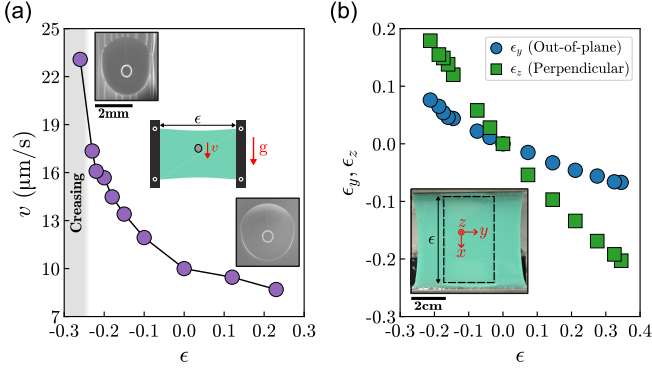 (a)
25
22
19
16
13
10
7
v (μm/s)
Creasing
2mm
ϵ
v
g
-0.3 -0.2 -0.1 0.0 0.1 0.2 0.3
ϵ
(b)
0.3
0.2
0.1
0.0
-0.1
-0.2
-0.3
ϵy, ϵz
ϵy (Out-of-plane)
ϵz (Perpendicular)
ϵ
z
y
x
2cm
-0.3 -0.2 -0.1 0.0 0.1 0.2 0.3 0.4
ϵ